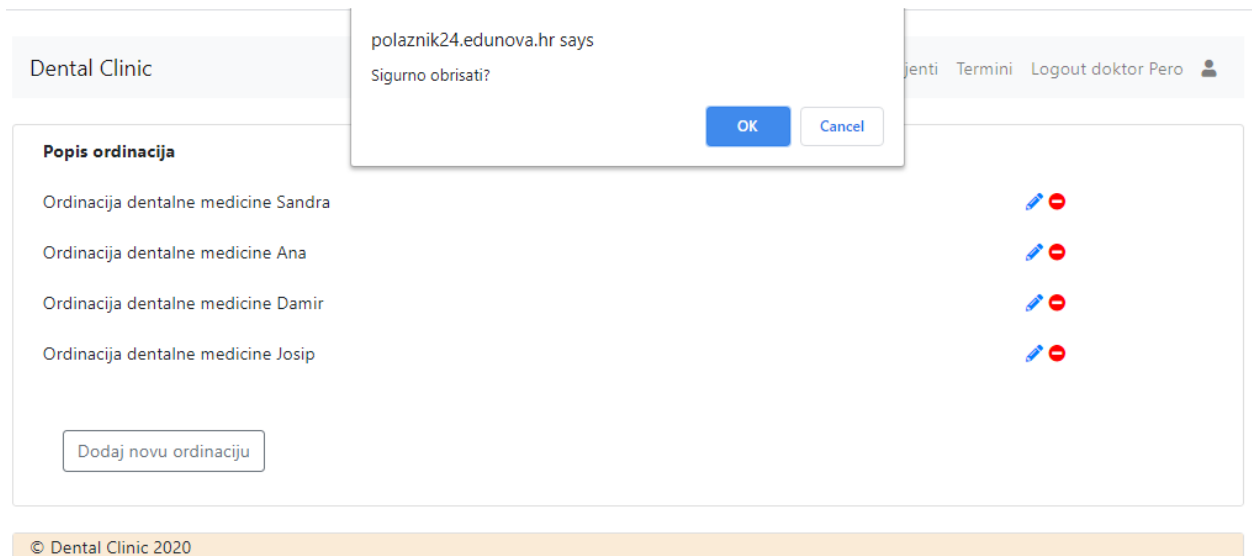 polaznik24.edunova.hr says
Sigurno obrisati?
OK Cancel
Dental Clinic Termini Logout doktor Pero
Popis ordinacija
Ordinacija dentalne medicine Sandra
Ordinacija dentalne medicine Ana
Ordinacija dentalne medicine Damir
Ordinacija dentalne medicine Josip
Dodaj novu ordinaciju
© Dental Clinic 2020